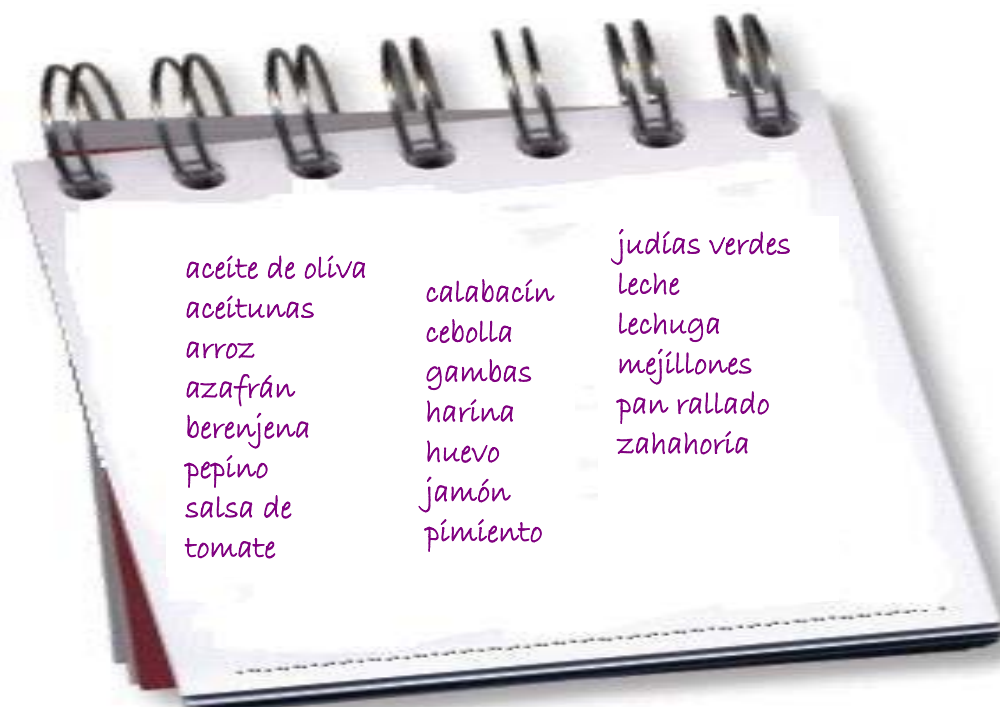 aceite de oliva
aceitunas
arroz
azafrán
berenjena
pepino
salsa de
tomate
calabacín
cebolla
gambas
harina
huevo
jamón
pimiento
judías verdes
leche
lechuga
mejillones
pan rallado
zahahoria